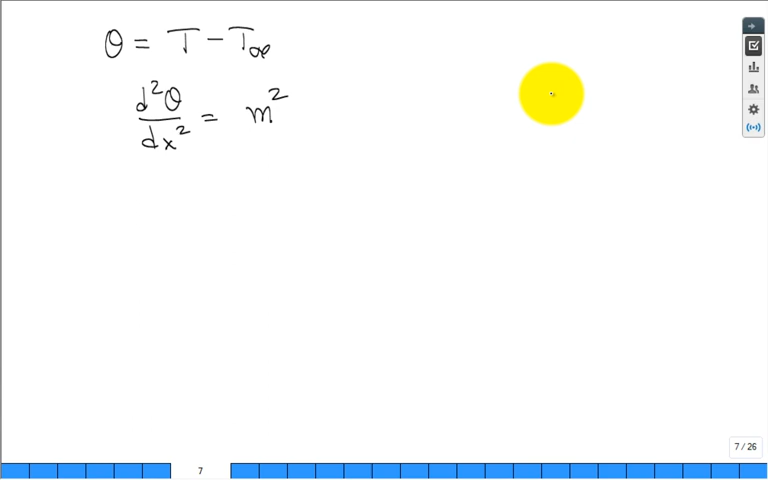 θ = T - T∞
d²θ/dx² = m²
7 / 26
7